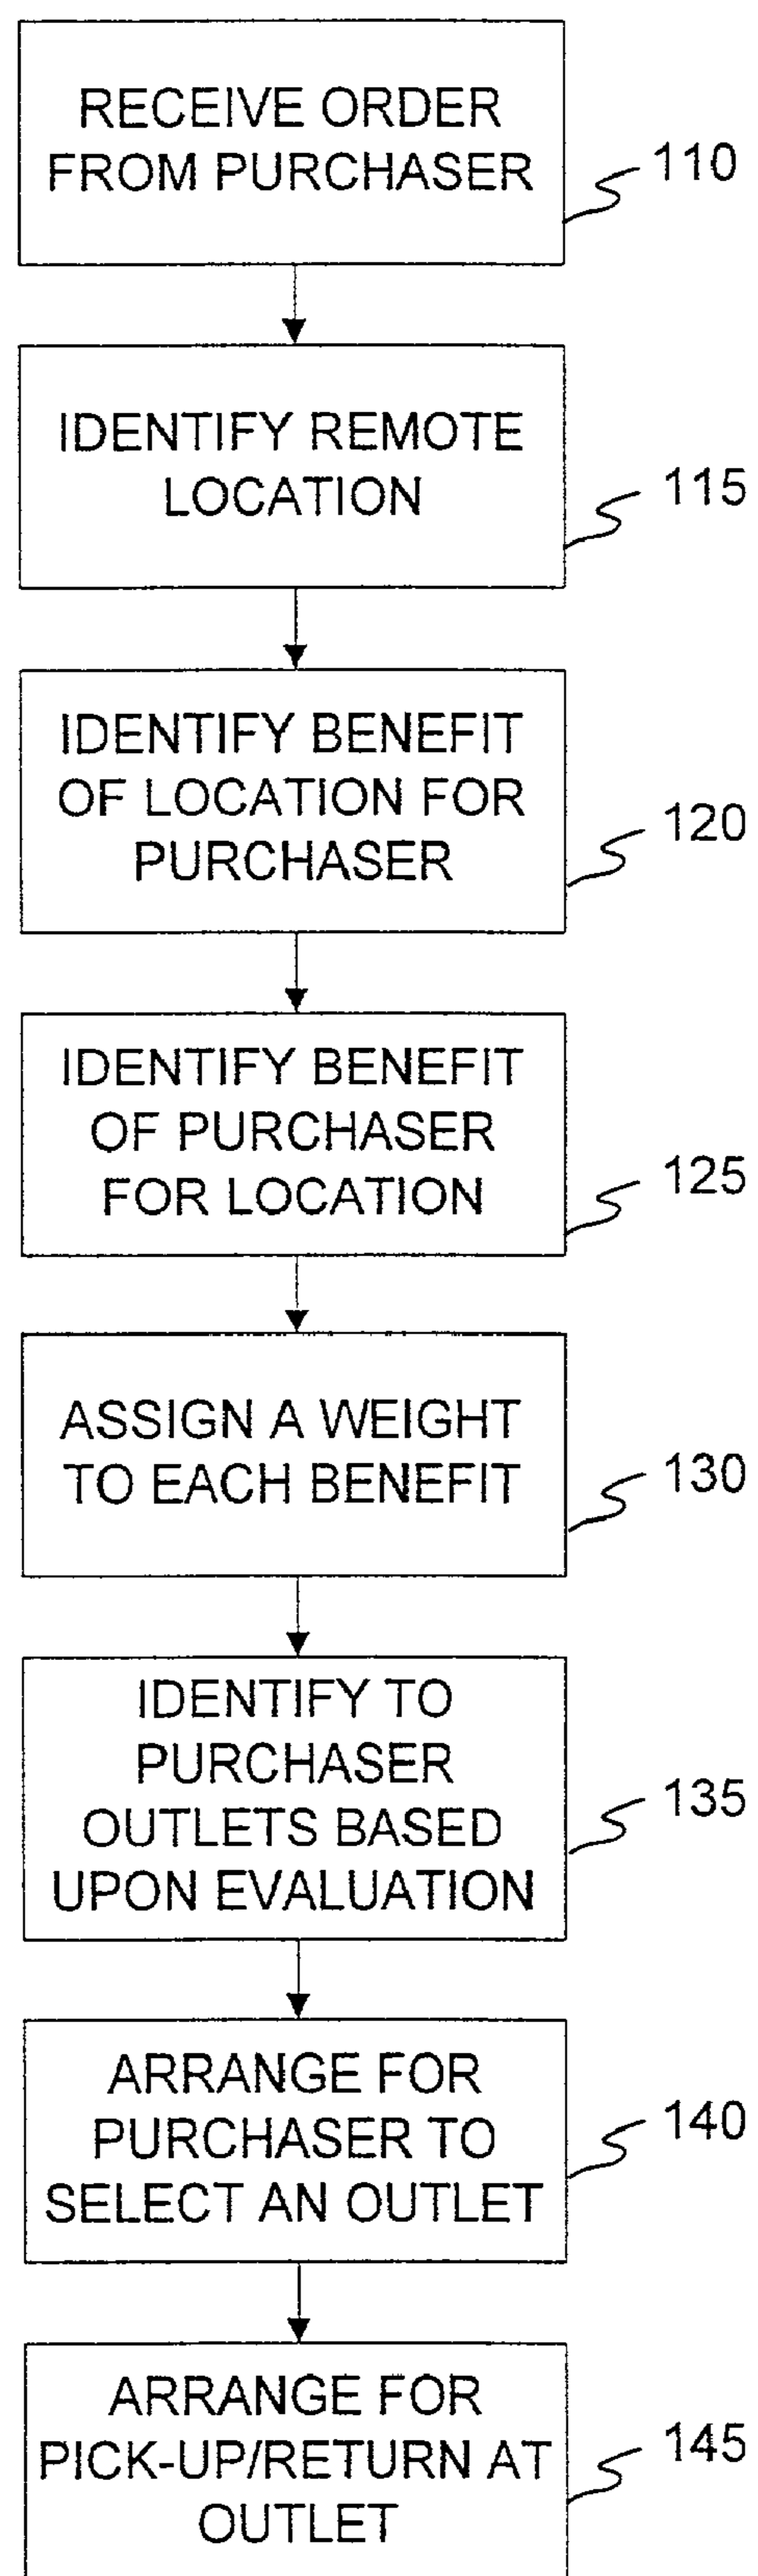 RECEIVE ORDER
FROM PURCHASER
110
IDENTIFY REMOTE
LOCATION
115
IDENTIFY BENEFIT
OF LOCATION FOR
PURCHASER
120
IDENTIFY BENEFIT
OF PURCHASER
FOR LOCATION
125
ASSIGN A WEIGHT
TO EACH BENEFIT
130
IDENTIFY TO
PURCHASER
OUTLETS BASED
UPON EVALUATION
135
ARRANGE FOR
PURCHASER TO
SELECT AN OUTLET
140
ARRANGE FOR
PICK-UP/RETURN AT
OUTLET
145